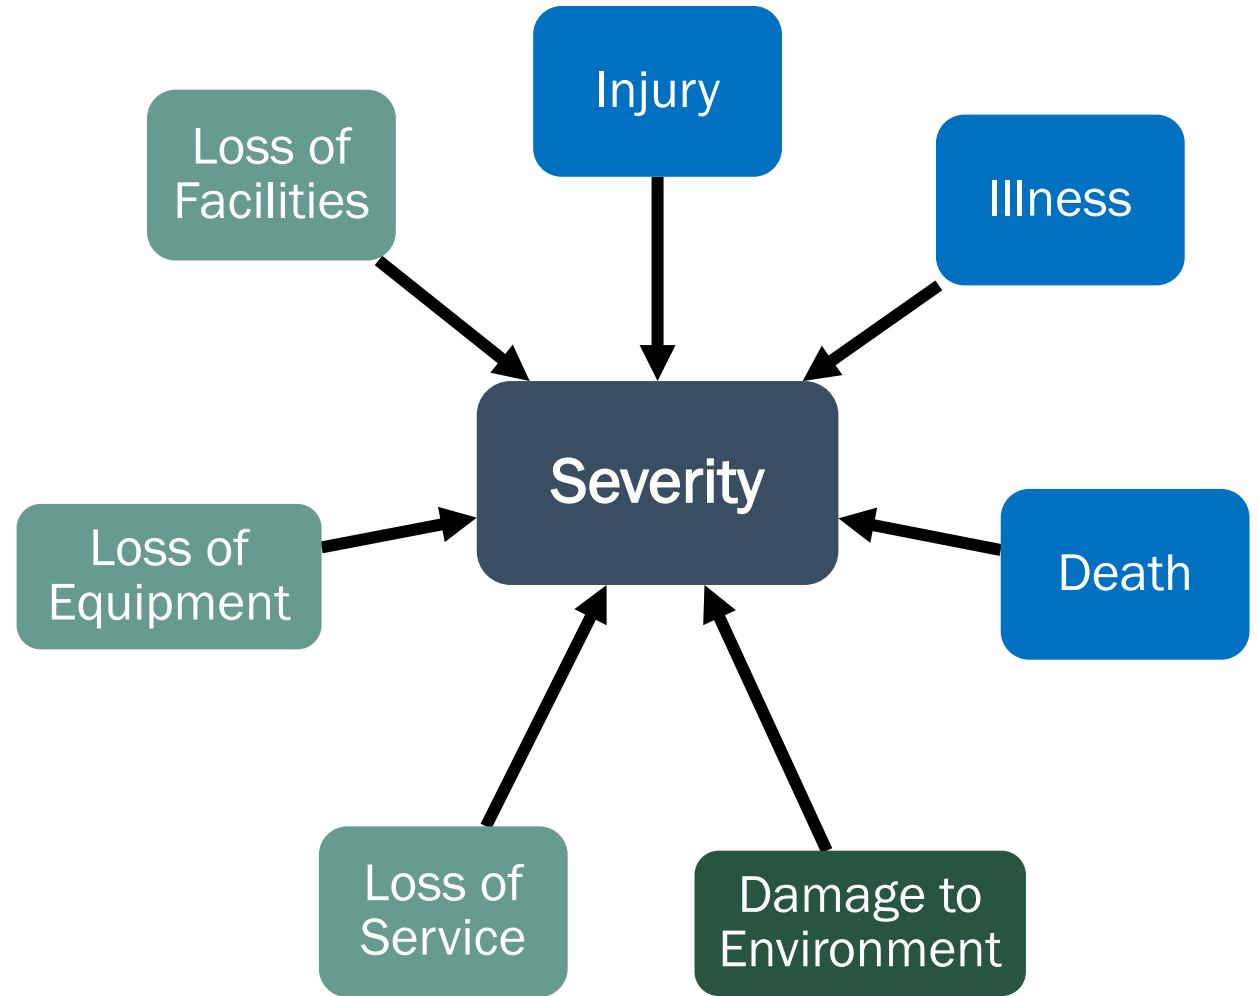 Injury
Loss of
Facilities
Illness
Severity
Loss of
Equipment
Death
Loss of
Service
Damage to
Environment